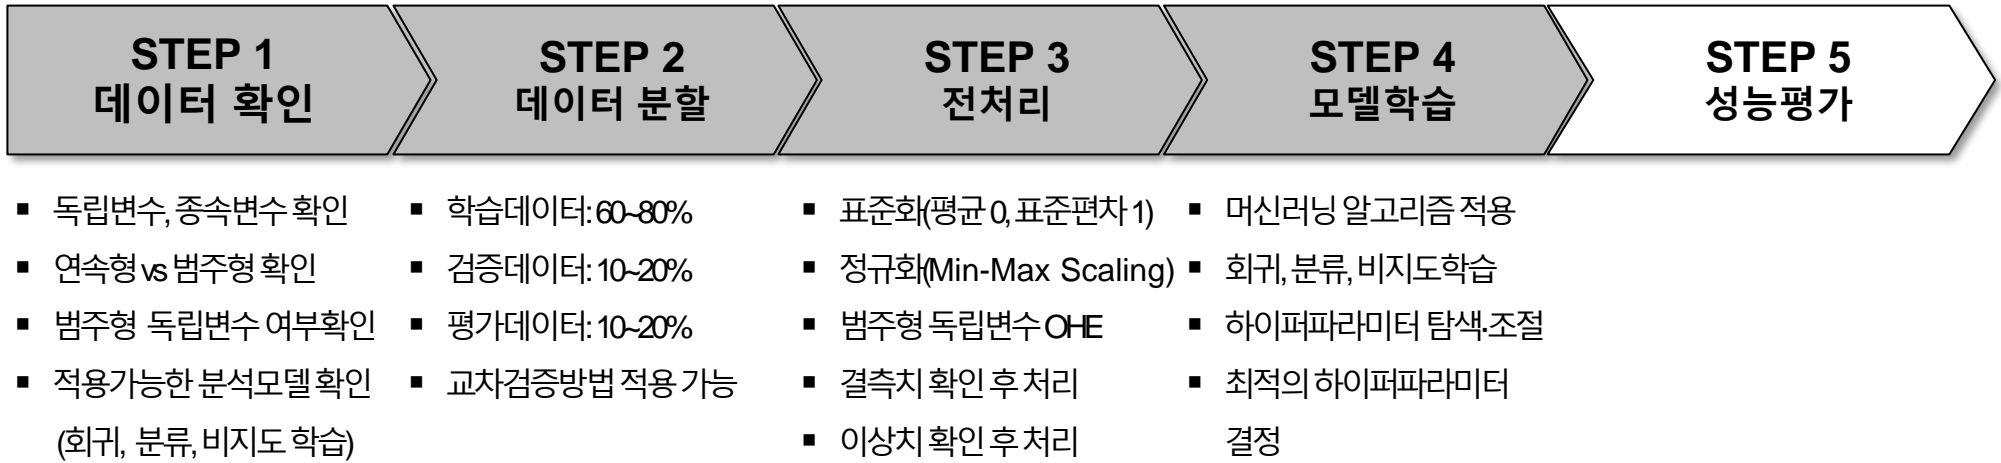 STEP 1
데이터 확인
STEP 2
데이터 분할
STEP 3
전처리
STEP 4
모델학습
STEP 5
성능평가
▪ 독립변수, 종속변수 확인
▪ 연속형 vs 범주형 확인
▪ 범주형 독립변수 여부확인
▪ 적용가능한 분석모델 확인
(회귀, 분류, 비지도 학습)
▪ 학습데이터: 60~80%
▪ 검증데이터: 10~20%
▪ 평가데이터: 10~20%
▪ 교차검증방법 적용 가능
▪ 표준화(평균 0, 표준편차 1)
▪ 정규화(Min-Max Scaling)
▪ 범주형 독립변수 OHE
▪ 결측치 확인 후 처리
▪ 이상치 확인 후 처리
▪ 머신러닝 알고리즘 적용
▪ 회귀, 분류, 비지도학습
▪ 하이퍼파라미터 탐색·조절
▪ 최적의 하이퍼파라미터
결정